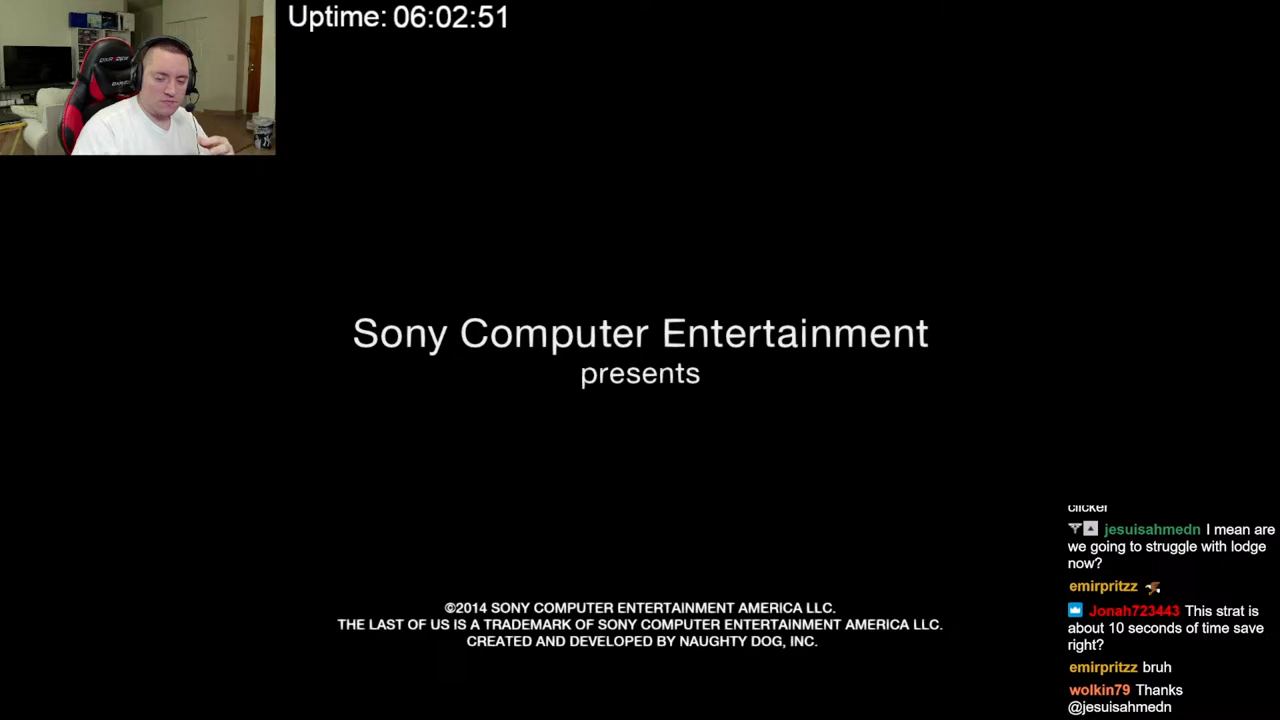 Uptime: 06:02:51
Sony Computer Entertainment
presents
©2014 SONY COMPUTER ENTERTAINMENT AMERICA LLC.
THE LAST OF US IS A TRADEMARK OF SONY COMPUTER ENTERTAINMENT AMERICA LLC.
CREATED AND DEVELOPED BY NAUGHTY DOG, INC.
clicker
jesuisahmedn I mean are
we going to struggle with lodge
now?
emirpritzz
Jonah723443 This strat is
about 10 seconds of time save
right?
emirpritzz bruh
wolkin79 Thanks
@jesuisahmedn